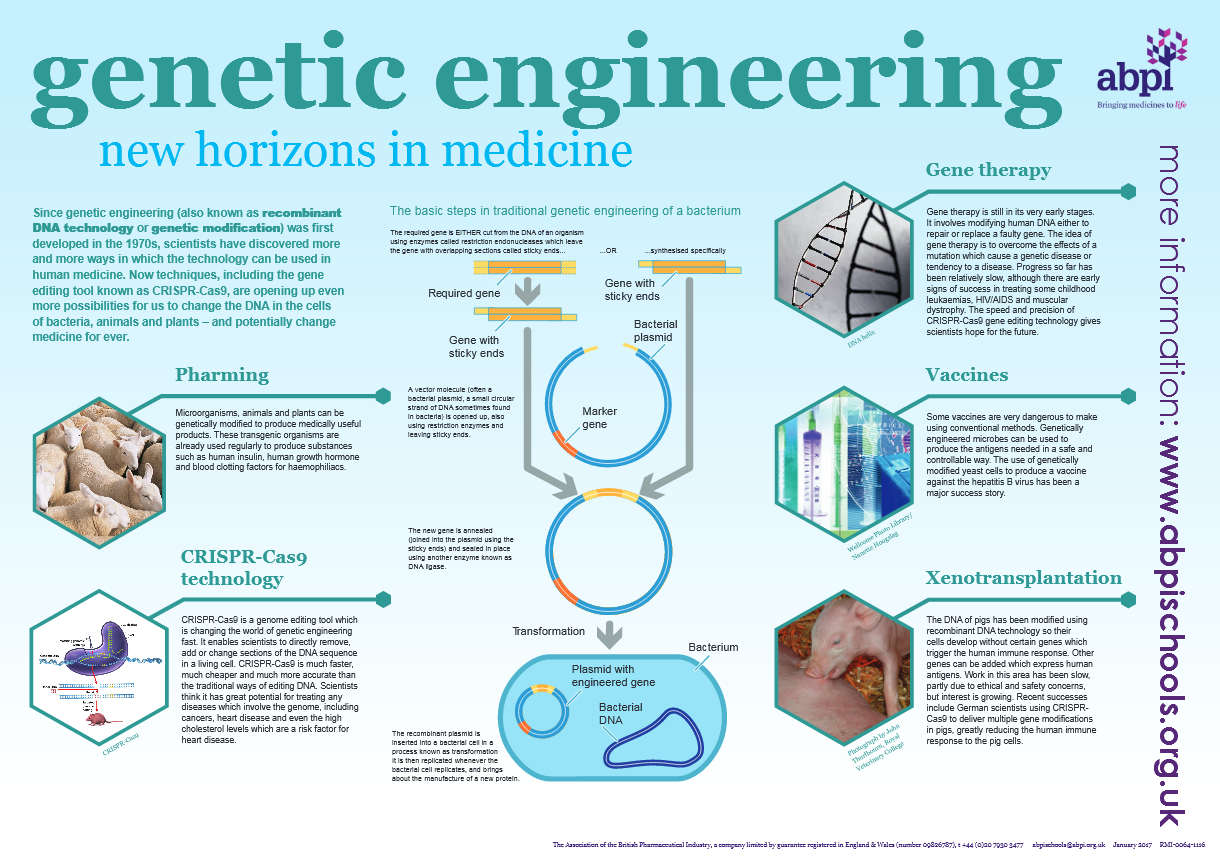 genetic engineering
new horizons in medicine
abpi
Bringing medicines to life
Since genetic engineering (also known as recombinant
DNA technology or genetic modification) was first
developed in the 1970s, scientists have discovered more
and more ways in which the technology can be used in
human medicine. Now techniques, including the gene
editing tool known as CRISPR-Cas9, are opening up even
more possibilities for us to change the DNA in the cells
of bacteria, animals and plants – and potentially change
medicine for ever.
Pharming
Microorganisms, animals and plants can be
genetically modified to produce medically useful
products. These transgenic organisms are
already used regularly to produce substances
such as human insulin, human growth hormone
and blood clotting factors for haemophiliacs.
CRISPR-Cas9
technology
CRISPR-Cas9 is a genome editing tool which
is changing the world of genetic engineering
fast. It enables scientists to directly remove,
add or change sections of the DNA sequence
in a living cell. CRISPR-Cas9 is much faster,
much cheaper and much more accurate than
the traditional ways of editing DNA. Scientists
think it has great potential for treating any
diseases which involve the genome, including
cancers, heart disease and even the high
cholesterol levels which are a risk factor for
heart disease.
CRISPR-Cas9
The basic steps in traditional genetic engineering of a bacterium
The required gene is EITHER cut from the DNA of an organism
using enzymes called restriction endonucleases which leave
the gene with overlapping sections called sticky ends...
...OR
...synthesised specifically
Required gene
Gene with
sticky ends
Gene with
sticky ends
Bacterial
plasmid
A vector molecule (often a
bacterial plasmid, a small circular
strand of DNA sometimes found
in bacteria) is opened up, also
using restriction enzymes and
leaving sticky ends.
Marker
gene
The new gene is annealed
(joined into the plasmid using the
sticky ends) and sealed in place
using another enzyme known as
DNA ligase.
Transformation
Bacterium
Plasmid with
engineered gene
Bacterial
DNA
The recombinant plasmid is
inserted into a bacterial cell in a
process known as transformation
It is then replicated whenever the
bacterial cell replicates, and brings
about the manufacture of a new protein.
Gene therapy
Gene therapy is still in its very early stages.
It involves modifying human DNA either to
repair or replace a faulty gene. The idea of
gene therapy is to overcome the effects of a
mutation which cause a genetic disease or
tendency to a disease. Progress so far has
been relatively slow, although there are early
signs of success in treating some childhood
leukaemias, HIV/AIDS and muscular
dystrophy. The speed and precision of
CRISPR-Cas9 gene editing technology gives
scientists hope for the future.
DNA helix
Vaccines
Some vaccines are very dangerous to make
using conventional methods. Genetically
engineered microbes can be used to
produce the antigens needed in a safe and
controllable way. The use of genetically
modified yeast cells to produce a vaccine
against the hepatitis B virus has been a
major success story.
Wellcome Photo Library/
Nanette Hoogslag
Xenotransplantation
The DNA of pigs has been modified using
recombinant DNA technology so their
cells develop without certain genes which
trigger the human immune response. Other
genes can be added which express human
antigens. Work in this area has been slow,
partly due to ethical and safety concerns,
but interest is growing. Recent successes
include German scientists using CRISPR-
Cas9 to deliver multiple gene modifications
in pigs, greatly reducing the human immune
response to the pig cells.
Photograph by John
Thurlbourn, Royal
Veterinary College
more information: www.abpischools.org.uk
The Association of the British Pharmaceutical Industry, a company limited by guarantee registered in England & Wales (number 09826787), t +44 (0)20 7930 3477 abpischools@abpi.org.uk January 2017 RMI-0064-1116